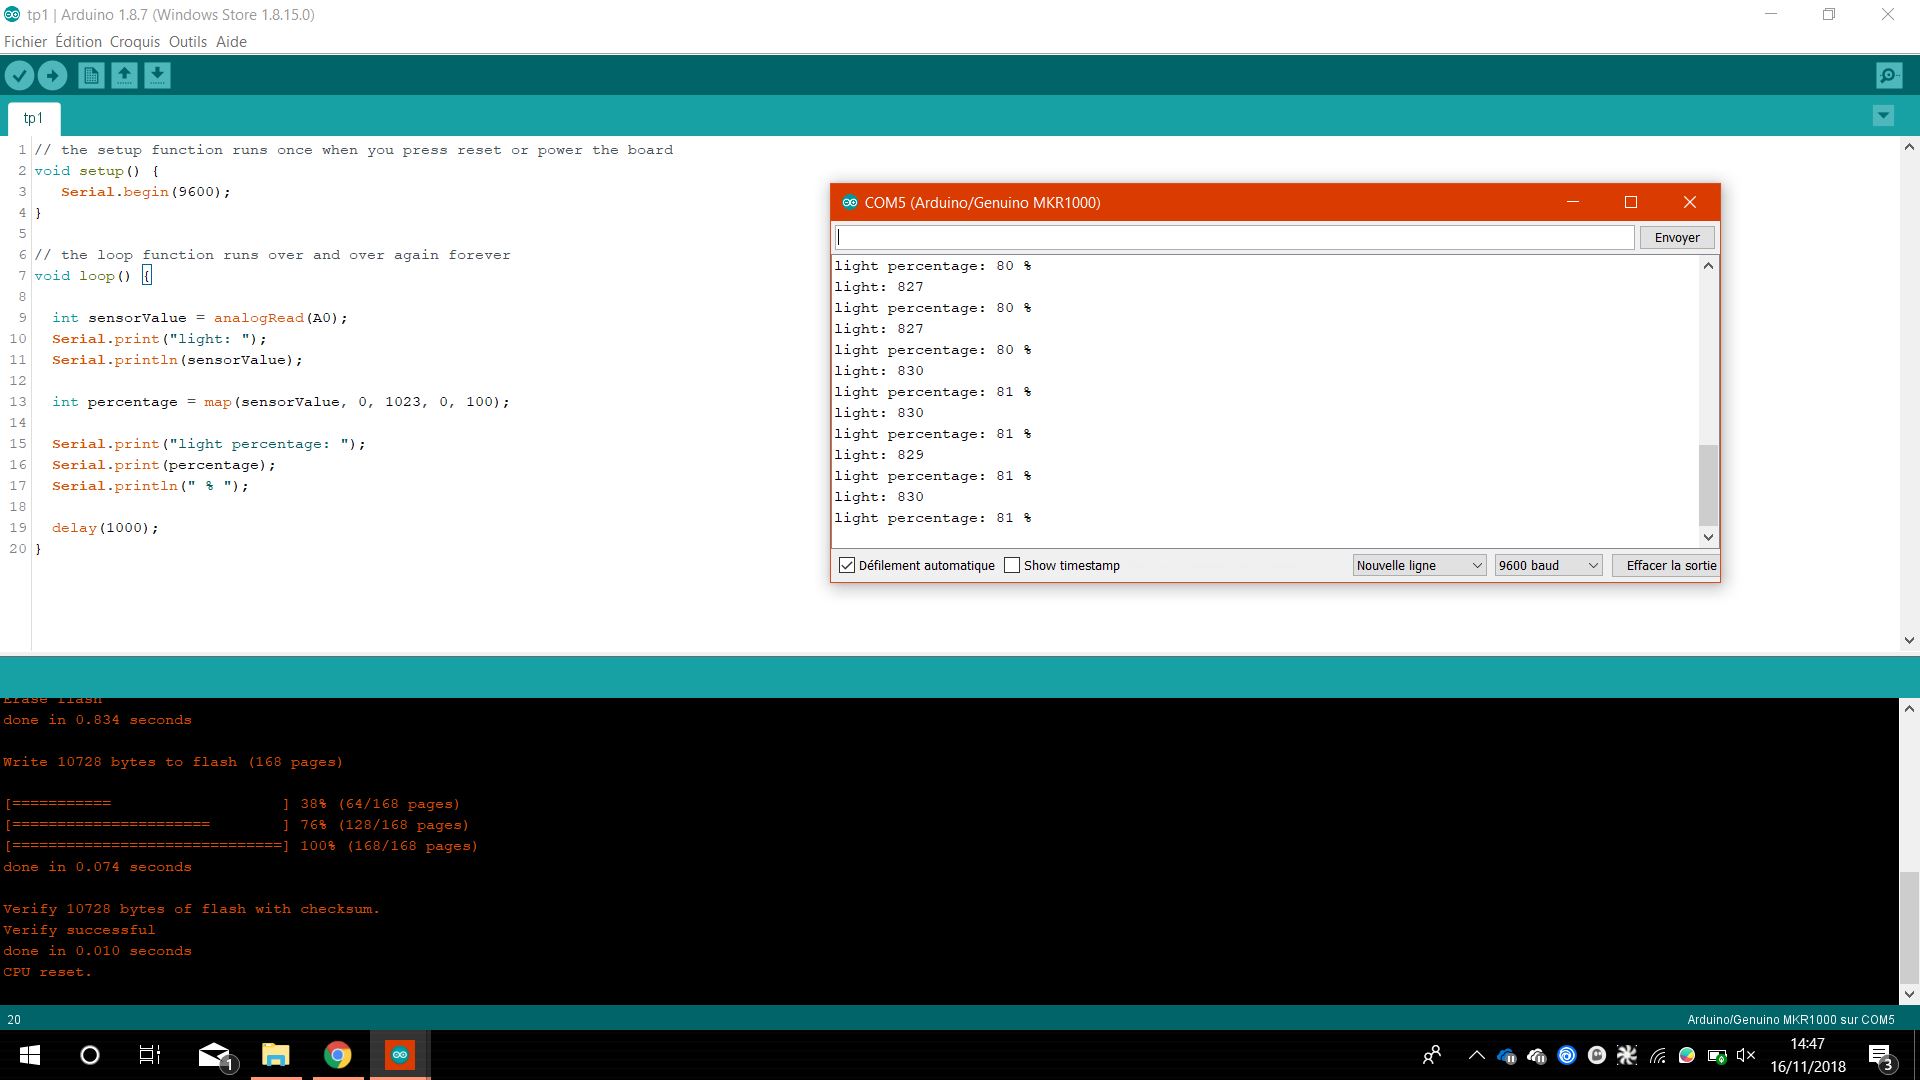 tp1 | Arduino 1.8.7 (Windows Store 1.8.15.0)
Fichier Édition Croquis Outils Aide
tp1
1 // the setup function runs once when you press reset or power the board
2 void setup() {
3 Serial.begin(9600);
4 }
5
6 // the loop function runs over and over again forever
7 void loop() {
8
9 int sensorValue = analogRead(A0);
10 Serial.print("light: ");
11 Serial.println(sensorValue);
12
13 int percentage = map(sensorValue, 0, 1023, 0, 100);
14
15 Serial.print("light percentage: ");
16 Serial.print(percentage);
17 Serial.println(" % ");
18
19 delay(1000);
20 }
COM5 (Arduino/Genuino MKR1000)
Envoyer
light percentage: 80 %
light: 827
light percentage: 80 %
light: 827
light percentage: 80 %
light: 830
light percentage: 81 %
light: 830
light percentage: 81 %
light: 829
light percentage: 81 %
light: 830
light percentage: 81 %
Défilement automatique Show timestamp Nouvelle ligne 9600 baud Effacer la sortie
Erase flash
done in 0.834 seconds
Write 10728 bytes to flash (168 pages)
[=========== ] 38% (64/168 pages)
[====================== ] 76% (128/168 pages)
[==============================] 100% (168/168 pages)
done in 0.074 seconds
Verify 10728 bytes of flash with checksum.
Verify successful
done in 0.010 seconds
CPU reset.
20 Arduino/Genuino MKR1000 sur COM5
1
14:47
16/11/2018
3